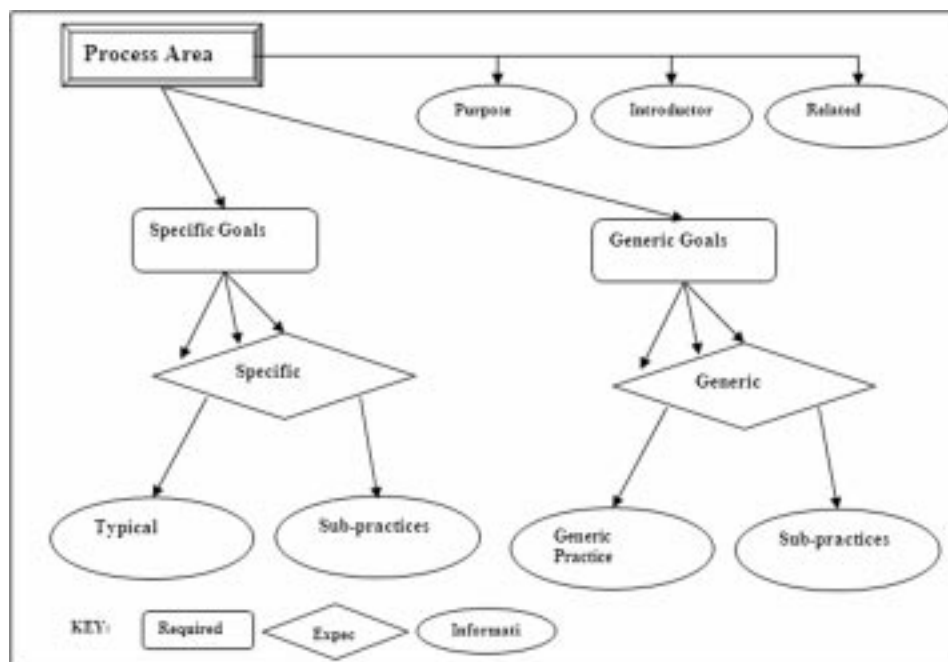 Process Area
Purpose
Introductor
Related
Specific Goals
Generic Goals
Specific
Generic
Typical
Sub-practices
Generic
Practice
Sub-practices
KEY:
Required
Expec
Informati